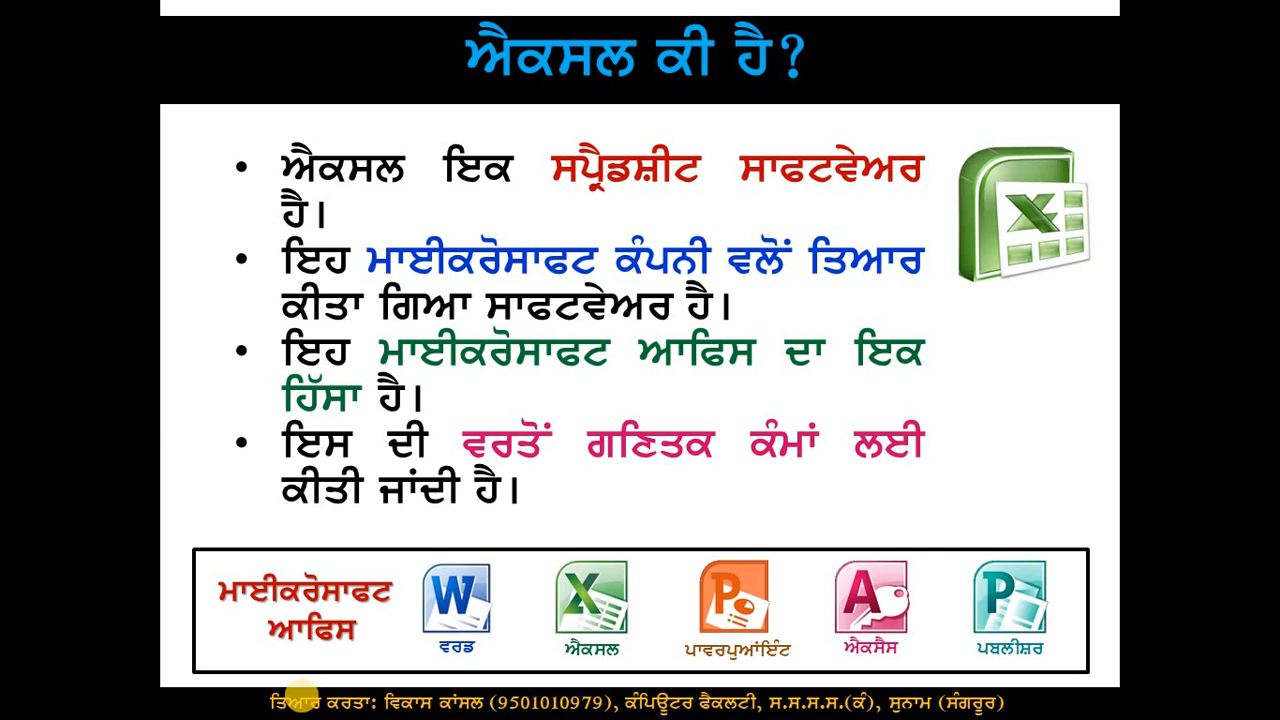 ਐਕਸਲ ਕੀ ਹੈ?
• ਐਕਸਲ ਇਕ ਸਪ੍ਰੈਡਸ਼ੀਟ ਸਾਫਟਵੇਅਰ
ਹੈ।
• ਇਹ ਮਾਈਕਰੋਸਾਫਟ ਕੰਪਨੀ ਵਲੋਂ ਤਿਆਰ
ਕੀਤਾ ਗਿਆ ਸਾਫਟਵੇਅਰ ਹੈ।
• ਇਹ ਮਾਈਕਰੋਸਾਫਟ ਆਫਿਸ ਦਾ ਇਕ
ਹਿੱਸਾ ਹੈ।
• ਇਸ ਦੀ ਵਰਤੋਂ ਗਣਿਤਕ ਕੰਮਾਂ ਲਈ
ਕੀਤੀ ਜਾਂਦੀ ਹੈ।
ਮਾਈਕਰੋਸਾਫਟ
ਆਫਿਸ
ਵਰਡ ਐਕਸਲ ਪਾਵਰਪੁਆਂਇੰਟ ਐਕਸੈਸ ਪਬਲੀਸ਼ਰ
ਤਿਆਰ ਕਰਤਾ: ਵਿਕਾਸ ਕਾਂਸਲ (9501010979), ਕੰਪਿਊਟਰ ਫੈਕਲਟੀ, ਸ.ਸ.ਸ.ਸ.(ਕੰ), ਸੁਨਾਮ (ਸੰਗਰੂਰ)